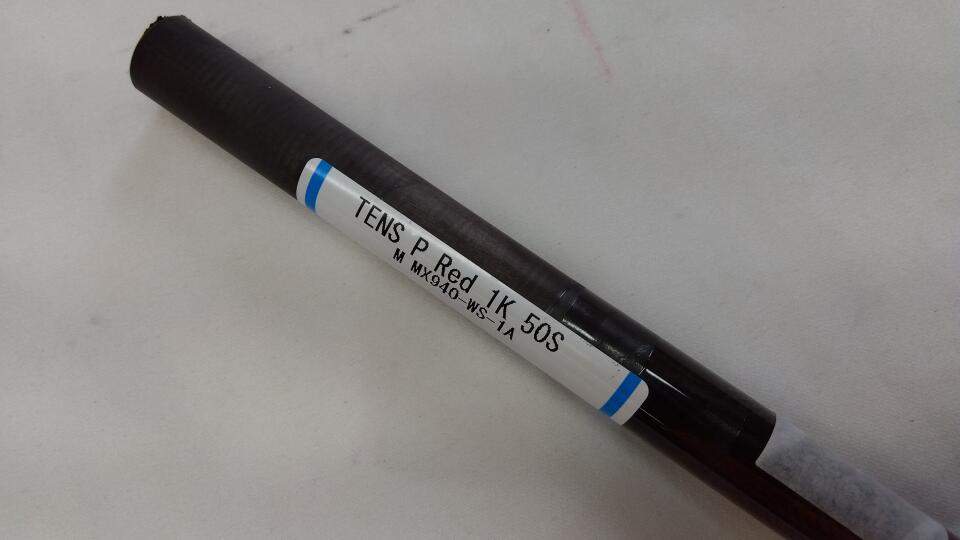 TENS P Red 1K 50S
M MX940-WS-1A